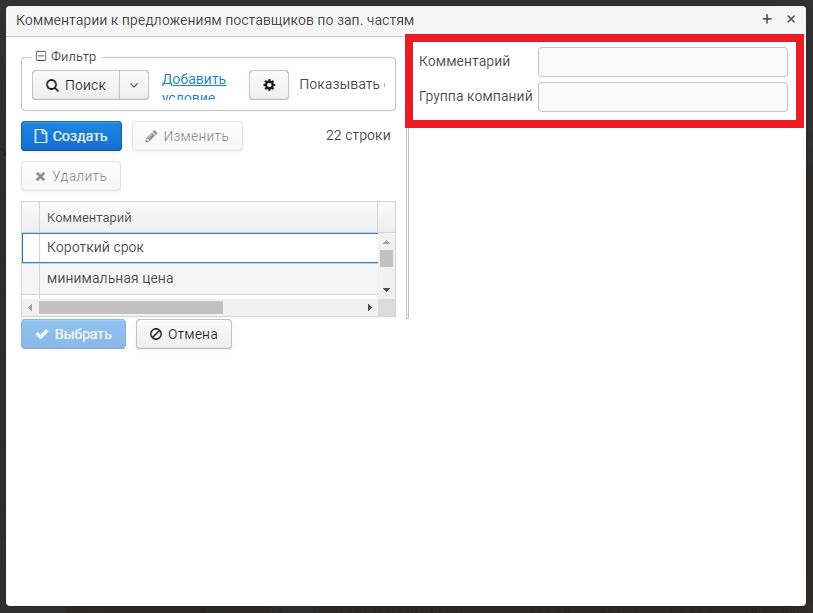 Комментарии к предложениям поставщиков по зап. частям
Фильтр
Поиск
Добавить условие
Показывать
Комментарий
Группа компаний
Создать
Изменить
22 строки
Удалить
Комментарий
Короткий срок
минимальная цена
Выбрать
Отмена